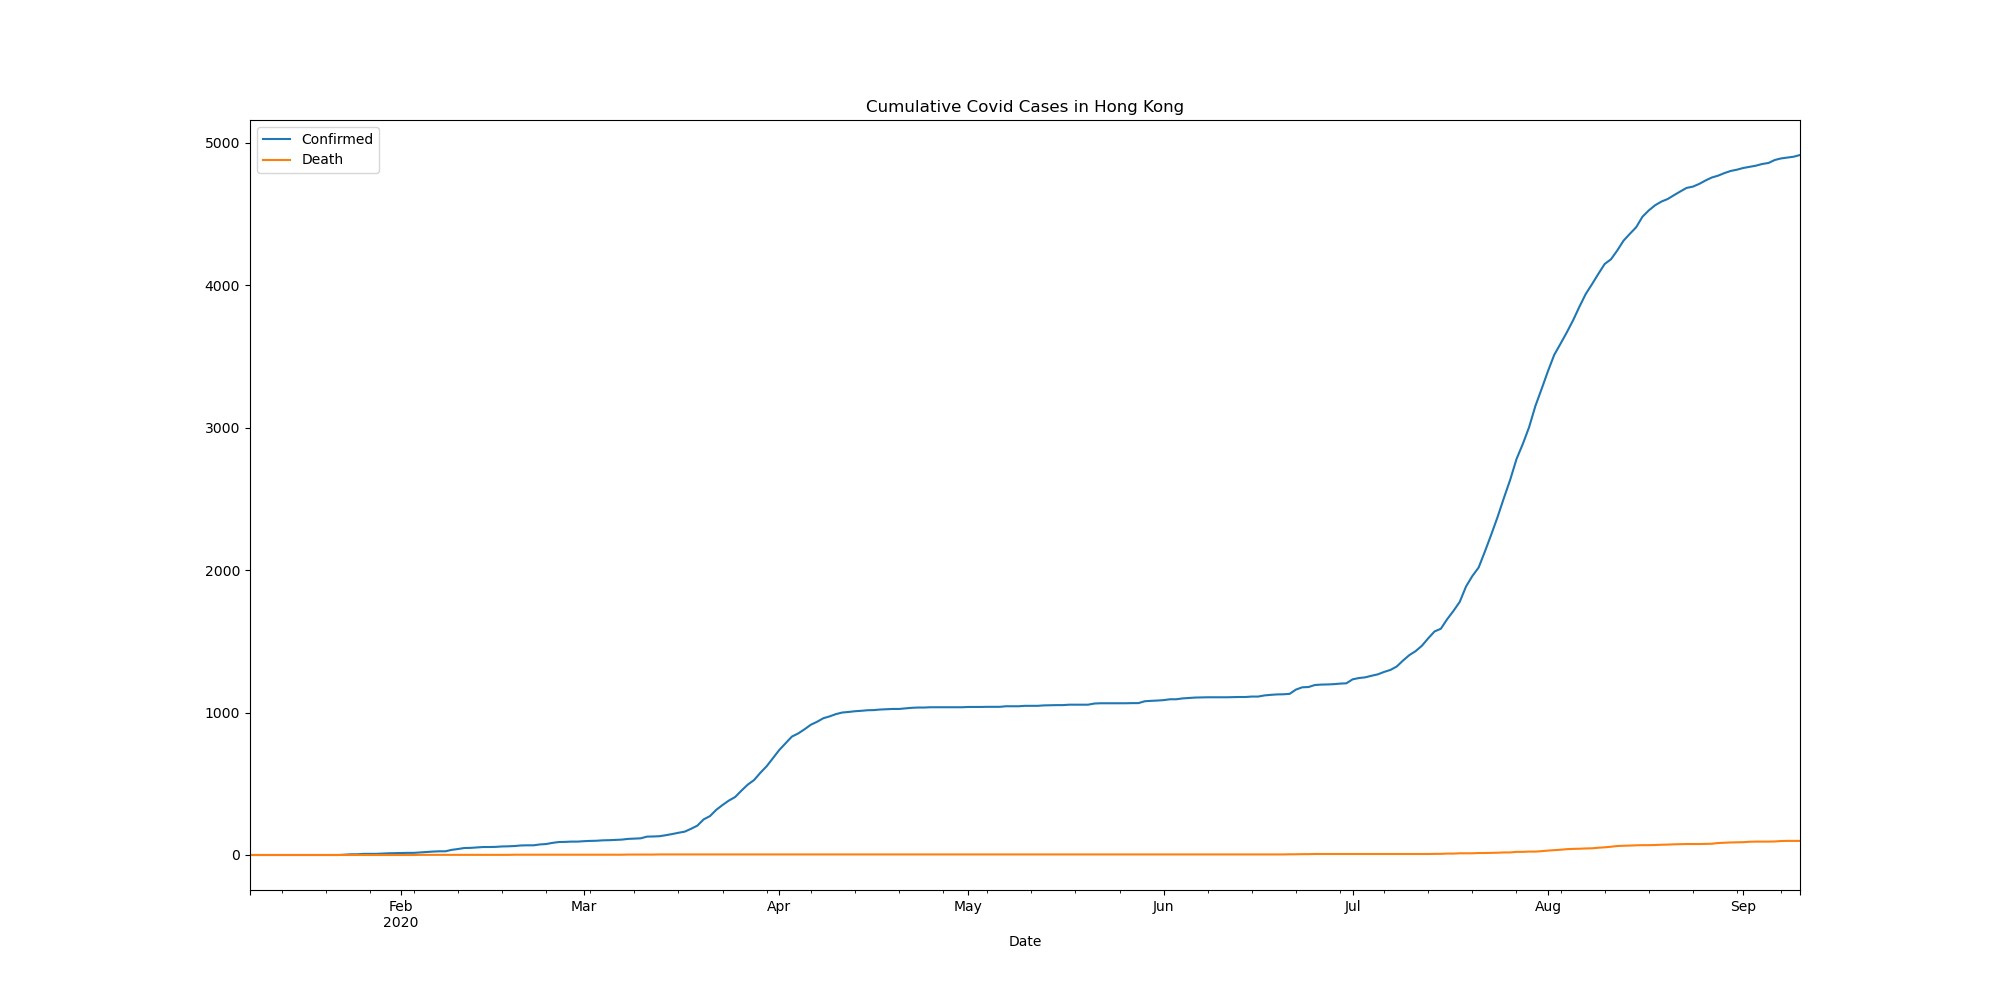 Cumulative Covid Cases in Hong Kong
Confirmed
Death
5000
4000
3000
2000
1000
0
Feb Mar Apr May Jun Jul Aug Sep
2020
Date